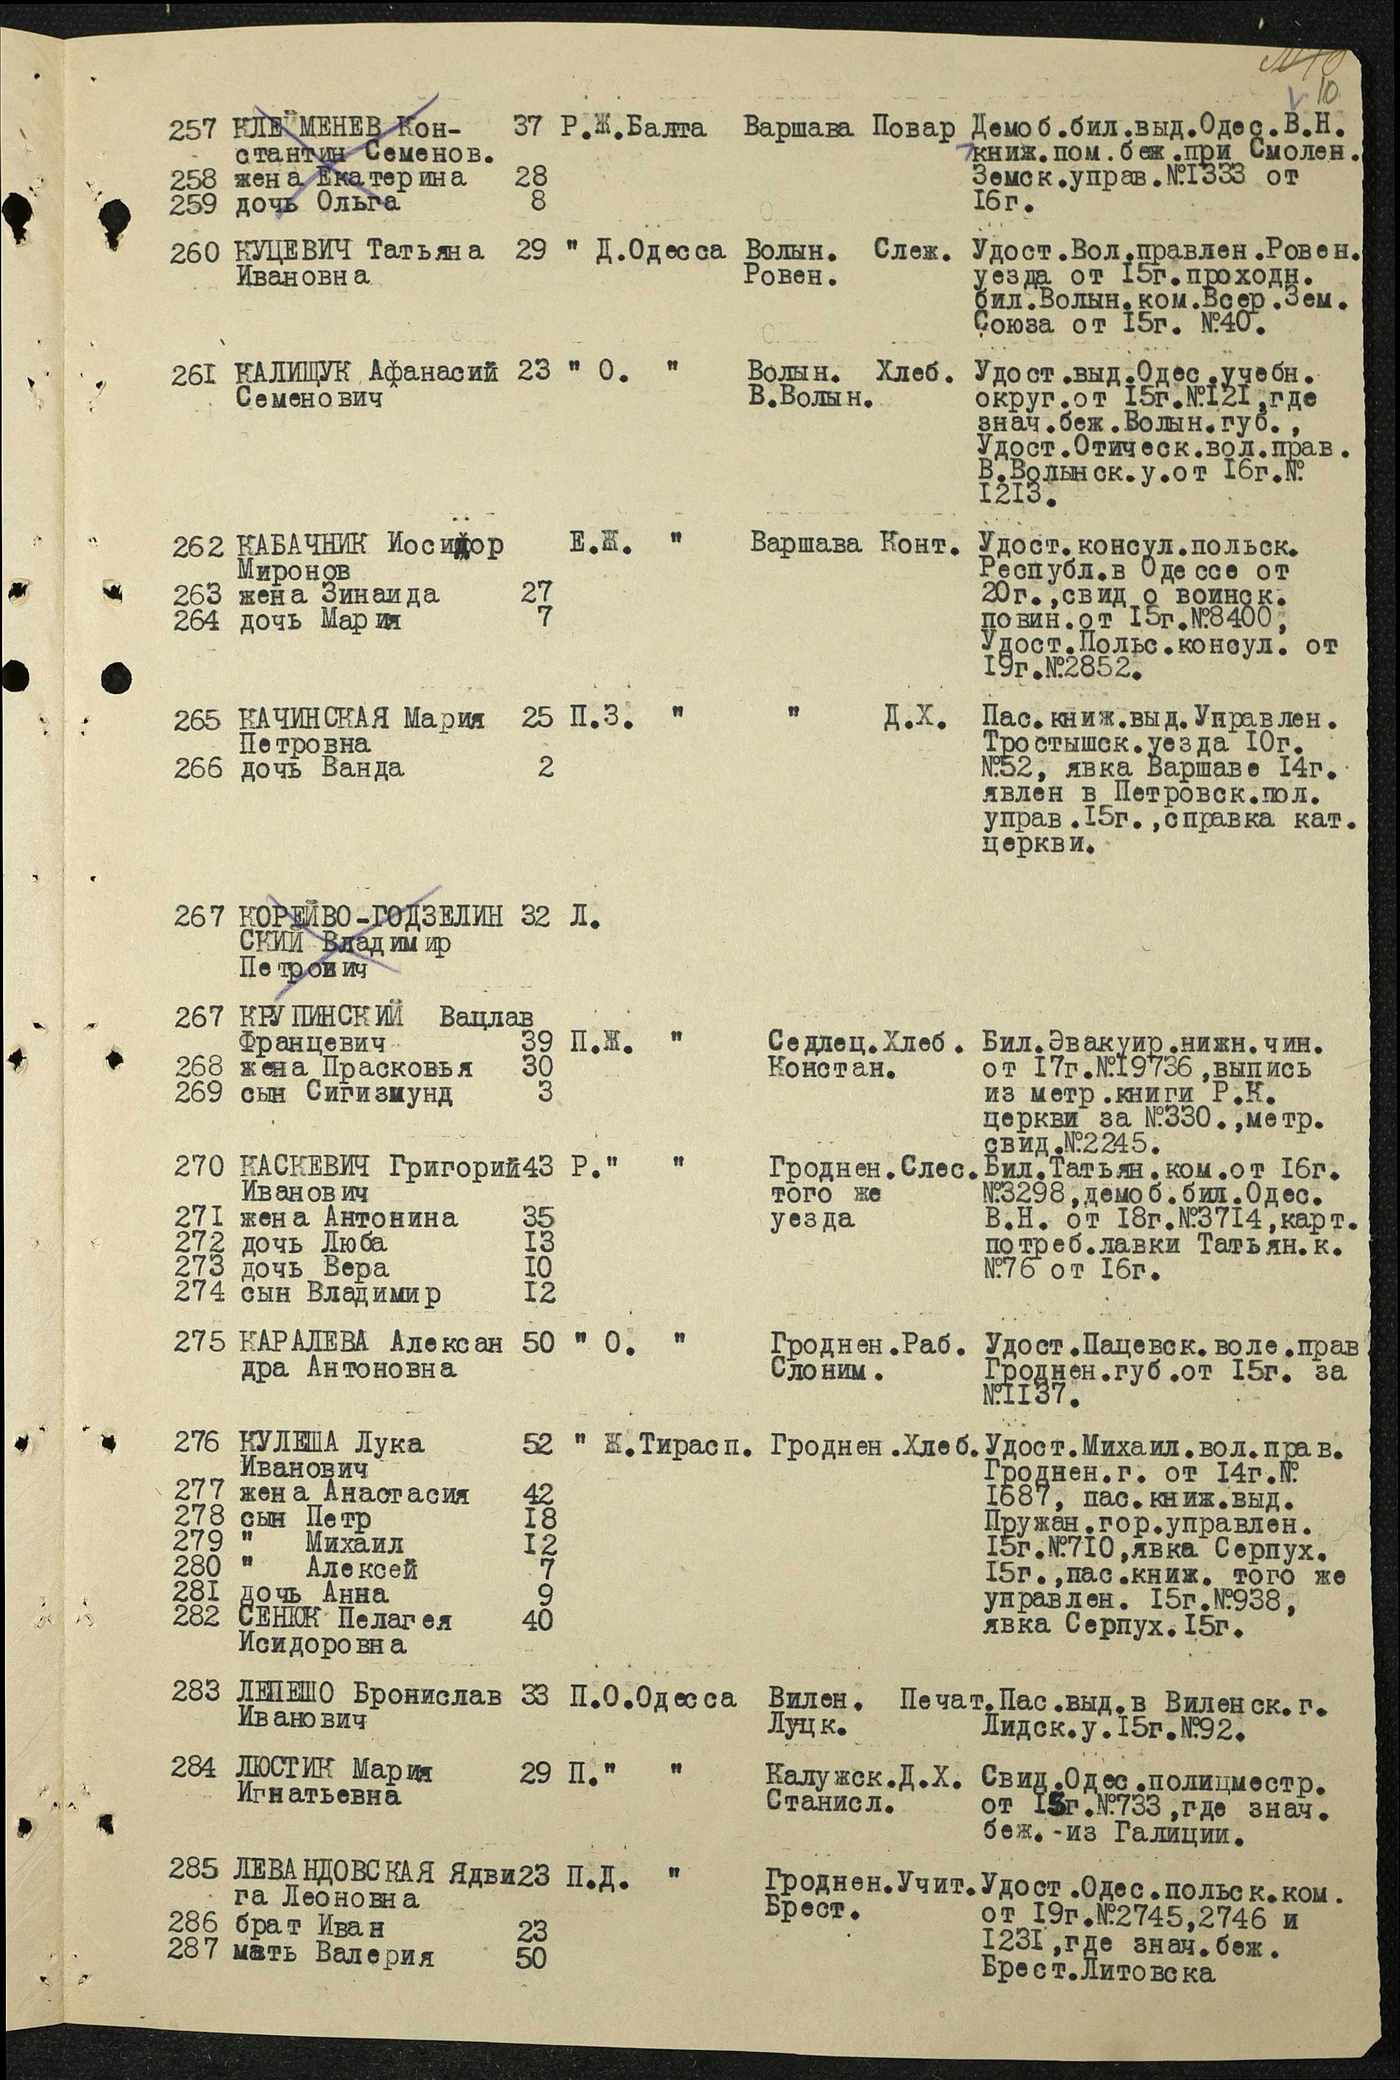 10
257 КЛЕЙМЕНЕВ Кон- 37 Р.Ж.Балта Варшава Повар Демоб.бил.выд.Одес.В.Н.
стантин Семенов. книж.пом.беж.при Смолен.
258 жена Екатерина 28 Земск.управ.№1333 от
259 дочь Ольга 8 16г.
260 КУЦЕВИЧ Татьяна 29 " Д.Одесса Волын. Слеж. Удост.Вол.правлен.Ровен.
Ивановна Ровен. уезда от 15г.проходн.
бил.Волын.ком.Всер.Зем.
Союза от 15г. №40.
261 КАЛИЩУК Афанасий 23 " О. " Волын. Хлеб. Удост.выд.Одес.учебн.
Семенович В.Волын. округ.от 15г.№121,где
знач.беж.Волын.губ.,
Удост.Отическ.вол.прав.
В.Волынск.у.от 16г.№
1213.
262 КАБАЧНИК Иосидор Е.Ж. " Варшава Конт. Удост.консул.польск.
Миронов Республ.в Одессе от
263 жена Зинаида 27 20г.,свид о воинск.
264 дочь Мария 7 повин.от 15г.№8400,
Удост.Польс.консул. от
19г.№2852.
265 КАЧИНСКАЯ Мария 25 П.З. " " Д.Х. Пас.книж.выд.Управлен.
Петровна Тростышск.уезда 10г.
266 дочь Ванда 2 №52, явка Варшаве 14г.
явлен в Петровск.пол.
управ.15г.,справка кат.
церкви.
267 КОРЕЙВО-ГОДЗЕЛИН 32 Л.
СКИЙ Владимир
Петрович
267 КРУПИНСКИЙ Вацлав
Францевич 39 П.Ж. " Седлец.Хлеб. Бил.Эвакуир.нижн.чин.
268 жена Прасковья 30 Констан. от 17г.№19736,выпись
269 сын Сигизмунд 3 из метр.книги Р.К.
церкви за №330.,метр.
свид.№2245.
270 КАСКЕВИЧ Григорий 43 Р." " Гроднен.Слес. Бил.Татьян.ком.от 16г.
Иванович того же №3298,демоб.бил.Одес.
271 жена Антонина 35 уезда В.Н. от 18г.№3714,карт.
272 дочь Люба 13 потреб.лавки Татьян.к.
273 дочь Вера 10 №76 от 16г.
274 сын Владимир 12
275 КАРАЛЕВА Алексан 50 " О. " Гроднен.Раб. Удост.Пацевск.воле.прав
дра Антоновна Слоним. Гроднен.губ.от 15г. за
№1137.
276 КУЛЕША Лука 52 " Ж.Тирасп. Гроднен.Хлеб. Удост.Михаил.вол.прав.
Иванович Гроднен.г. от 14г.№
277 жена Анастасия 42 1687, пас.книж.выд.
278 сын Петр 18 Пружан.гор.управлен.
279 " Михаил 12 15г.№710,явка Серпух.
280 " Алексей 7 15г.,пас.книж. того же
281 дочь Анна 9 управлен. 15г.№938,
282 СЕНЮК Пелагея 40 явка Серпух.15г.
Исидоровна
283 ЛЕПЕШО Бронислав 33 П.О.Одесса Вилен. Печат. Пас.выд.в Виленск.г.
Иванович Луцк. Лидск.у.15г.№92.
284 ЛЮСТИК Мария 29 П." " Калужск.Д.Х. Свид.Одес.полицместр.
Игнатьевна Станисл. от 15г.№733,где знач.
беж.-из Галиции.
285 ЛЕВАНДОВСКАЯ Ядви 23 П.Д. " Гроднен.Учит. Удост.Одес.польск.ком.
га Леоновна Брест. от 19г.№2745,2746 и
286 брат Иван 23 1231,где знач.беж.
287 мать Валерия 50 Брест.Литовска